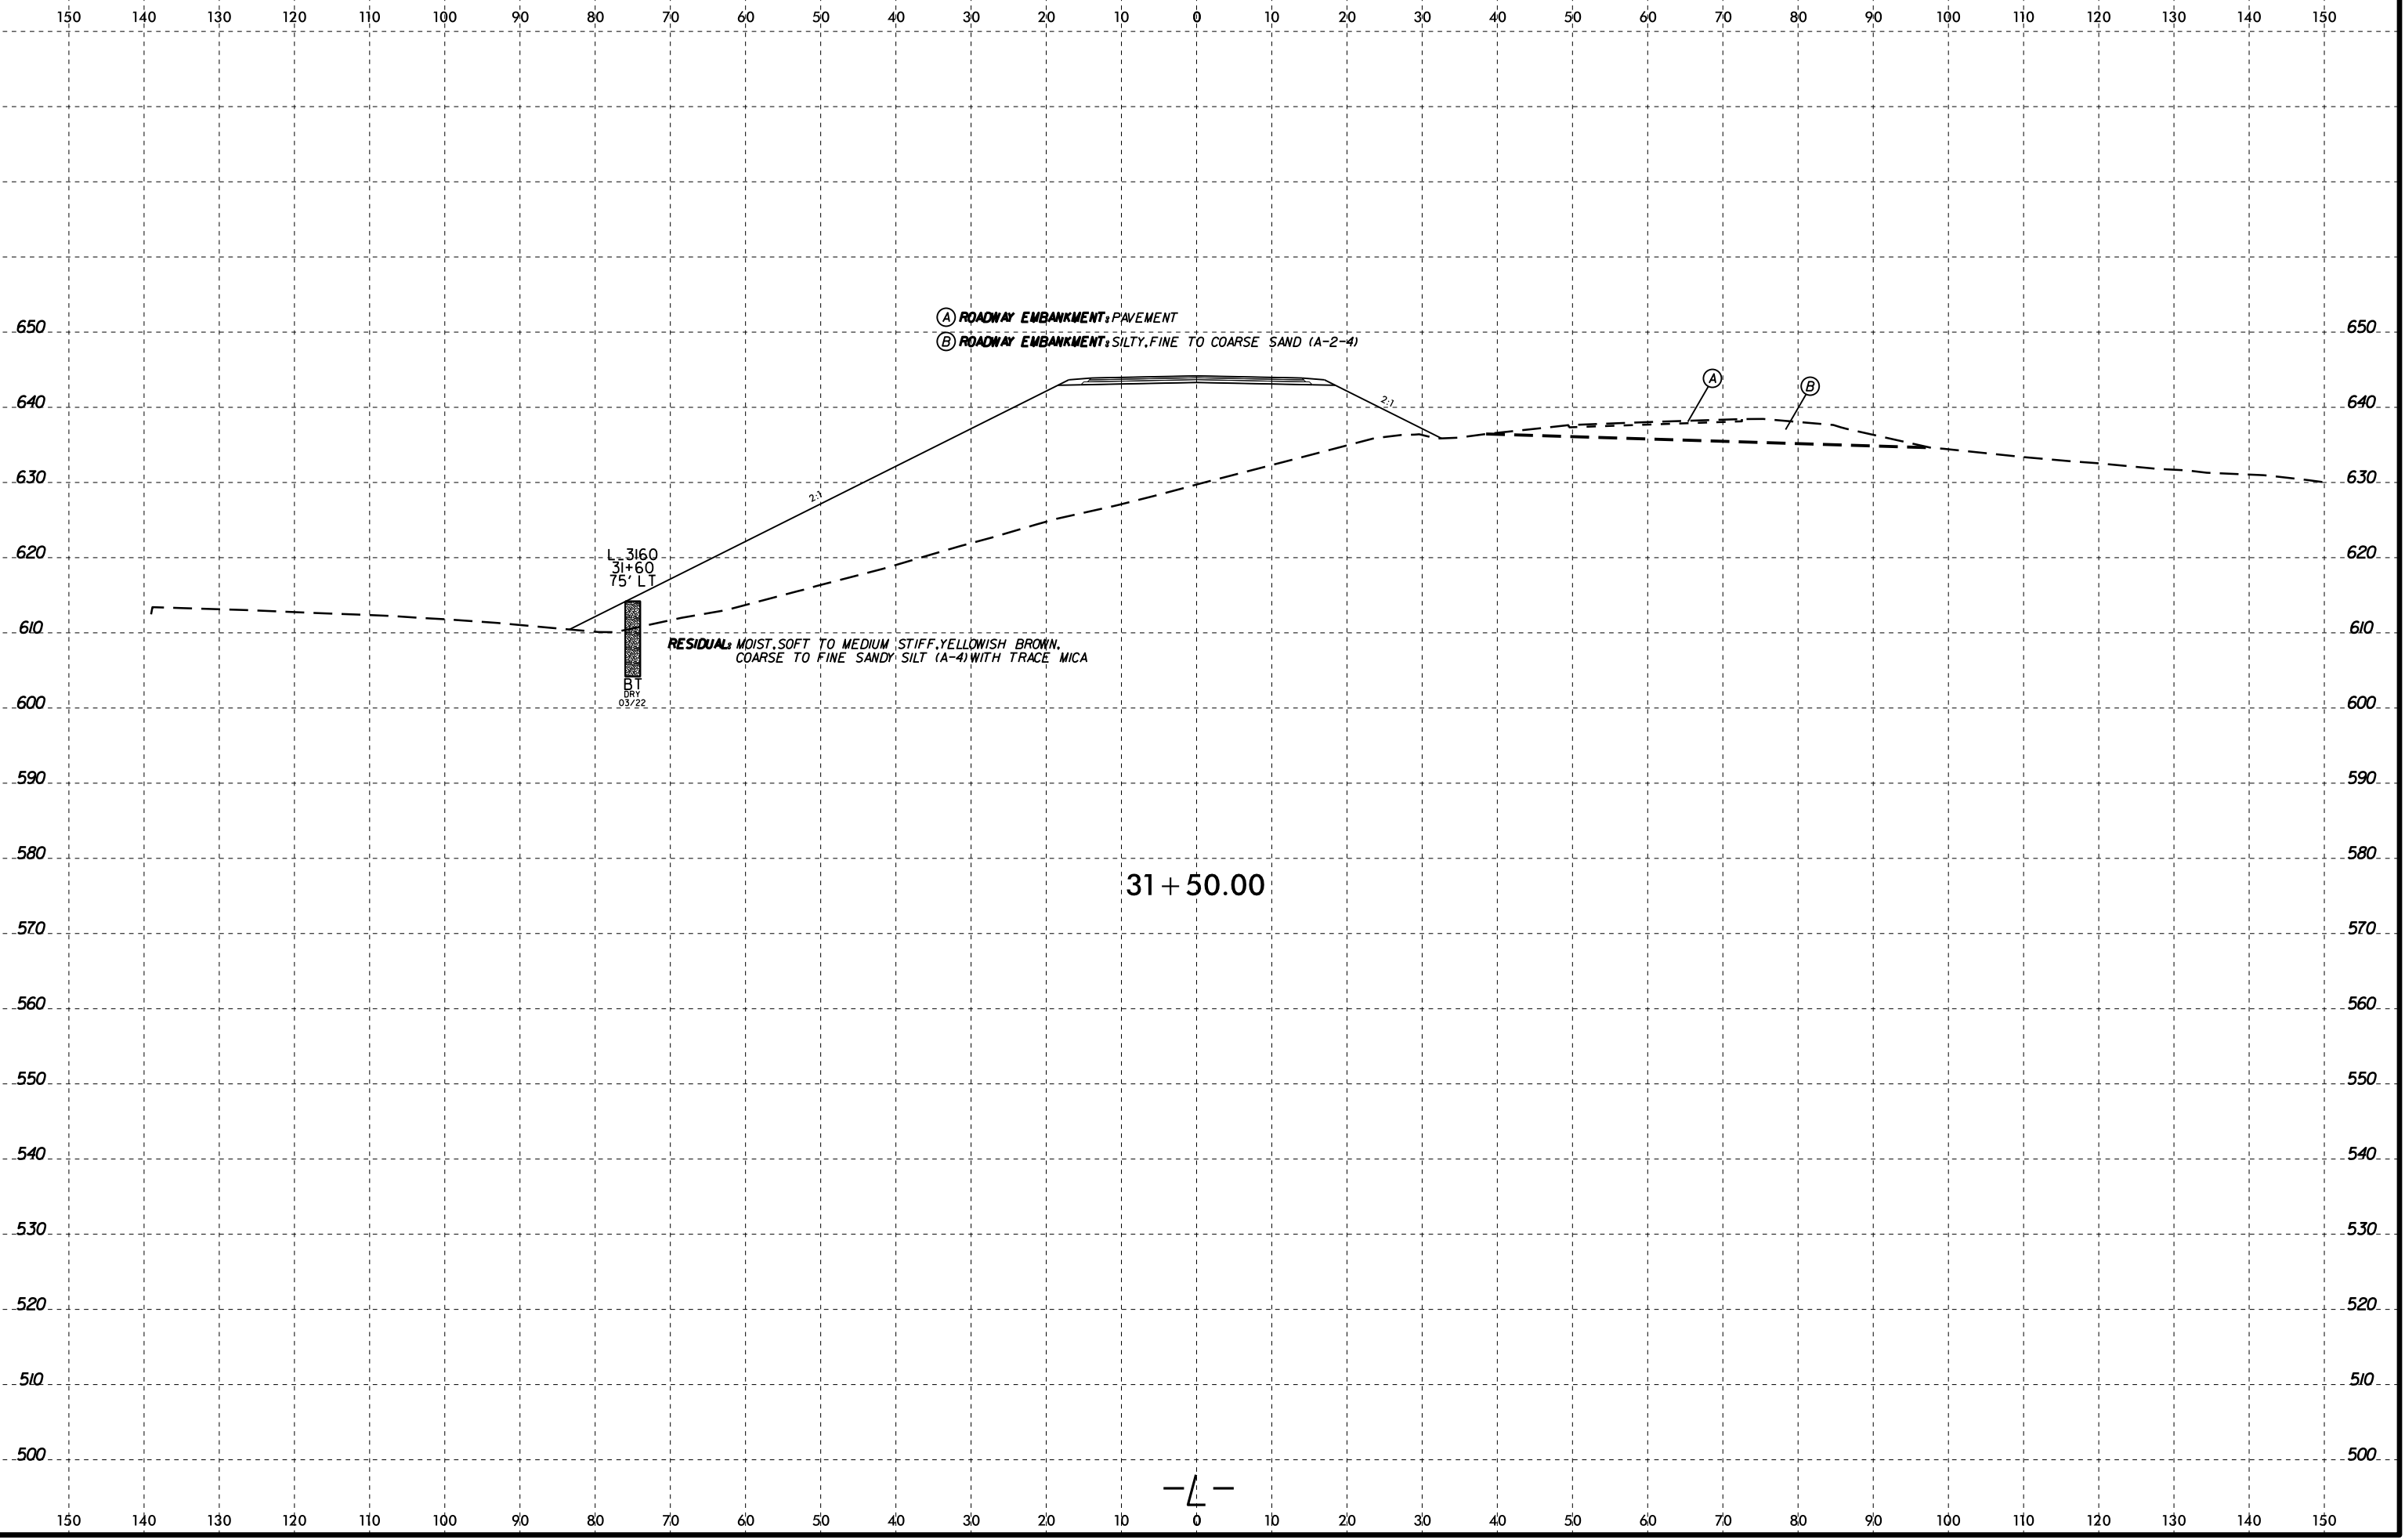 150 140 130 120 110 100 90 80 70 60 50 40 30 20 10 0 10 20 30 40 50 60 70 80 90 100 110 120 130 140 150
Ⓐ ROADWAY EMBANKMENT: PAVEMENT
650 650
Ⓑ ROADWAY EMBANKMENT: SILTY, FINE TO COARSE SAND (A-2-4)
A
B
640 2:1 640
630 630
2:1
620 L_3160 620
31+60
75' LT
610 610
RESIDUAL: MOIST, SOFT TO MEDIUM STIFF, YELLOWISH BROWN,
COARSE TO FINE SANDY SILT (A-4) WITH TRACE MICA
BT
DRY
03/22
600 600
590 590
580 580
31+50.00
570 570
560 560
550 550
540 540
530 530
520 520
510 510
500 500
-L-
150 140 130 120 110 100 90 80 70 60 50 40 30 20 10 0 10 20 30 40 50 60 70 80 90 100 110 120 130 140 150